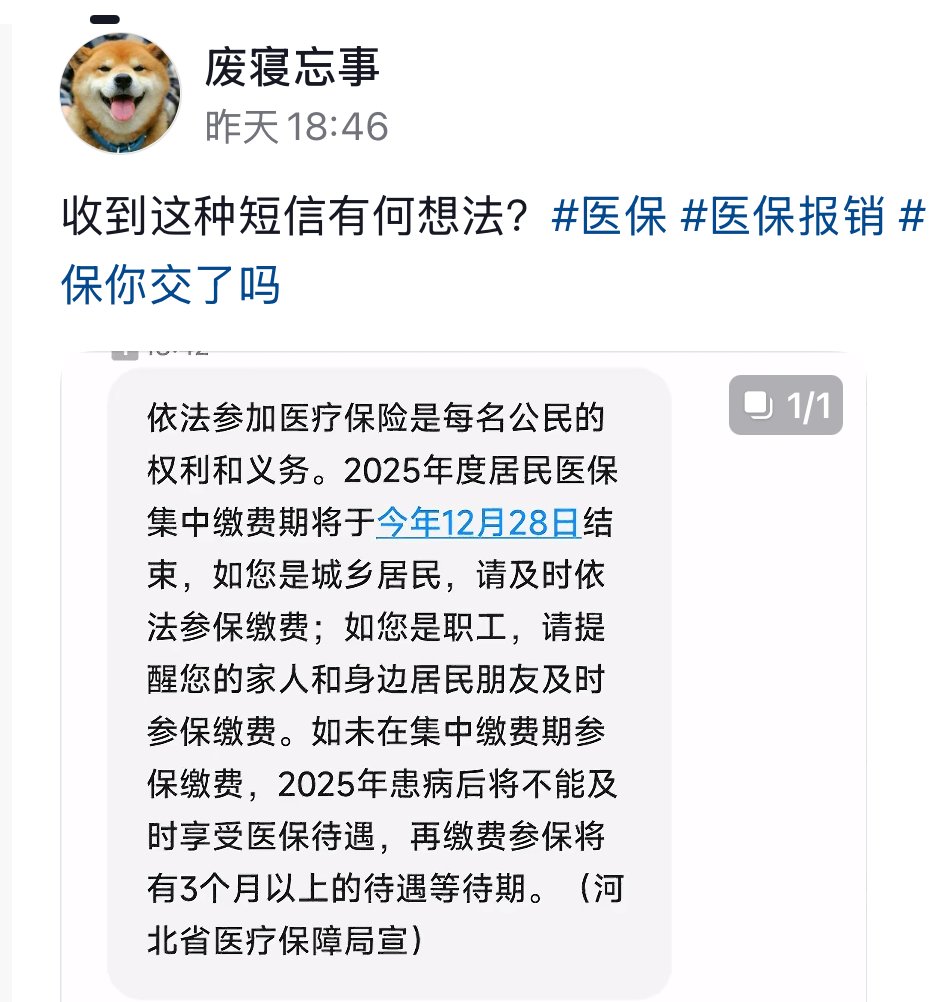 废寝忘事
昨天 18:46
收到这种短信有何想法？#医保 #医保报销 #
保你交了吗
1/1
依法参加医疗保险是每名公民的
权利和义务。2025年度居民医保
集中缴费期将于今年12月28日结
束，如您是城乡居民，请及时依
法参保缴费；如您是职工，请提
醒您的家人和身边居民朋友及时
参保缴费。如未在集中缴费期参
保缴费，2025年患病后将不能及
时享受医保待遇，再缴费参保将
有3个月以上的待遇等待期。（河
北省医疗保障局宣）